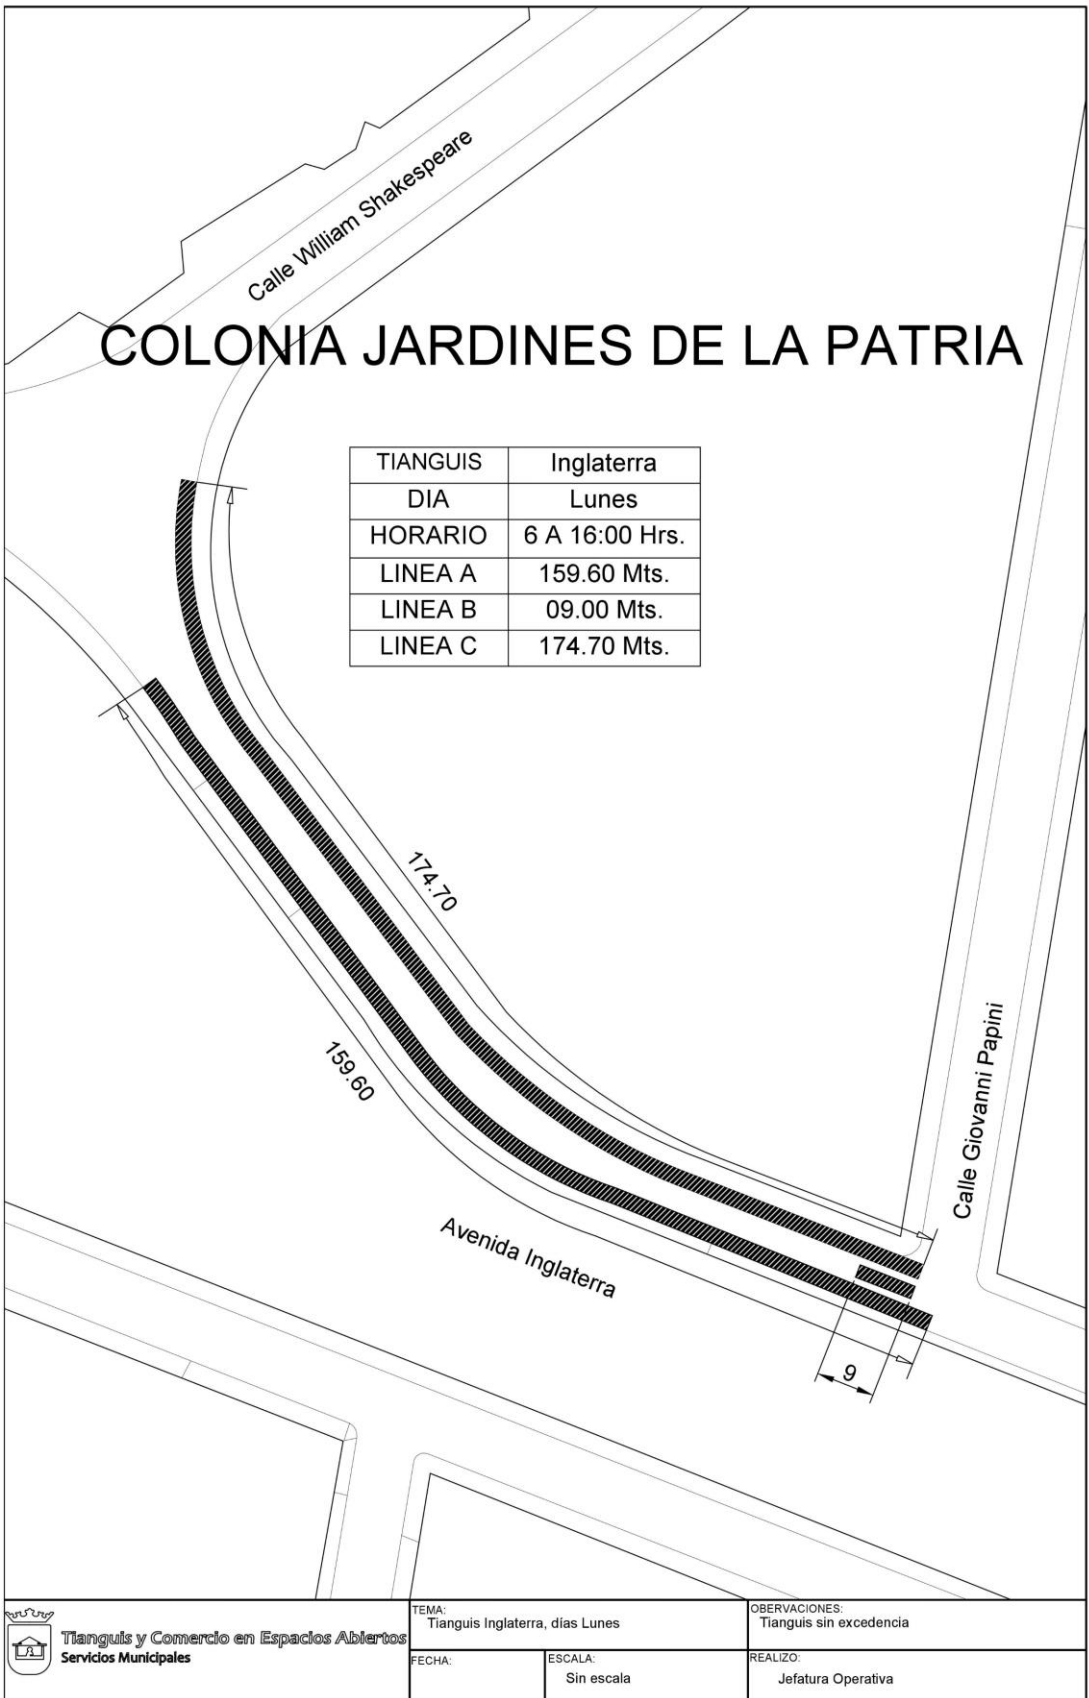 Calle William Shakespeare
COLONIA JARDINES DE LA PATRIA
TIANGUIS Inglaterra
DIA Lunes
HORARIO 6 A 16:00 Hrs.
LINEA A 159.60 Mts.
LINEA B 09.00 Mts.
LINEA C 174.70 Mts.
174.70
159.60
Calle Giovanni Papini
Avenida Inglaterra
9
Tianguis y Comercio en Espacios Abiertos
Servicios Municipales
TEMA:
Tianguis Inglaterra, días Lunes
OBERVACIONES:
Tianguis sin excedencia
FECHA:
ESCALA:
Sin escala
REALIZO:
Jefatura Operativa